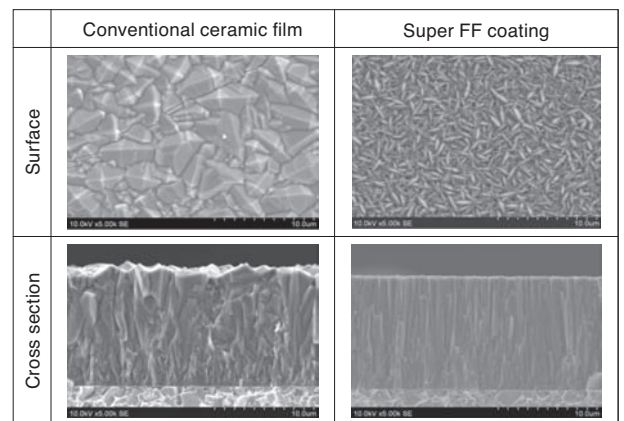 Conventional ceramic film
Super FF coating
Surface
10.0kV x5.00k SE
10.0um
10.0kV x5.00k SE
10.0um
Cross section
10.0kV x5.00k SE
10.0um
10.0kV x5.00k SE
10.0um